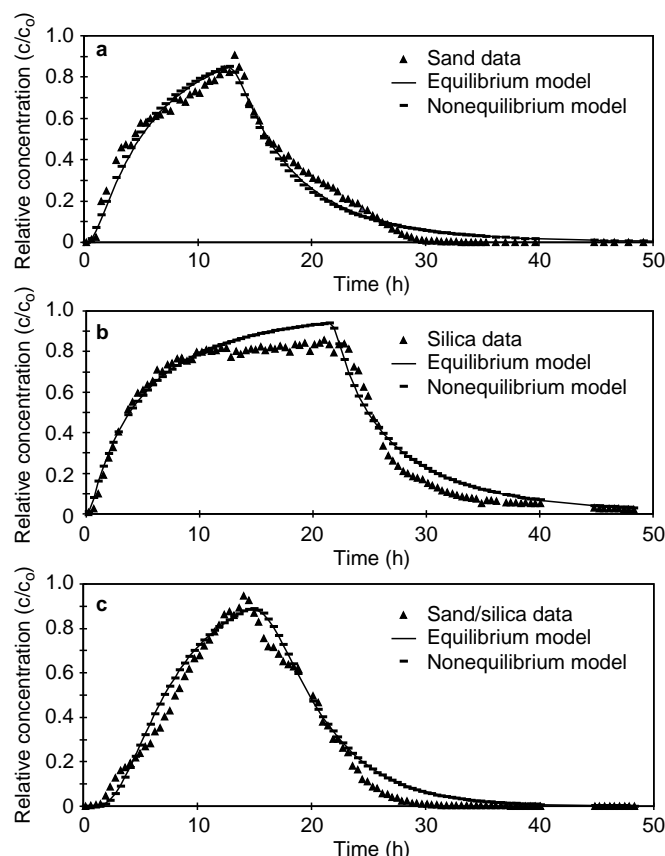 Relative concentration (c/co)
1.0
0.8
0.6
0.4
0.2
0
a
Sand data
Equilibrium model
Nonequilibrium model
0 10 20 30 40 50
Time (h)
Relative concentration (c/co)
1.0
0.8
0.6
0.4
0.2
0
b
Silica data
Equilibrium model
Nonequilibrium model
0 10 20 30 40 50
Time (h)
Relative concentration (c/co)
1.0
0.8
0.6
0.4
0.2
0
c
Sand/silica data
Equilibrium model
Nonequilibrium model
0 10 20 30 40 50
Time (h)